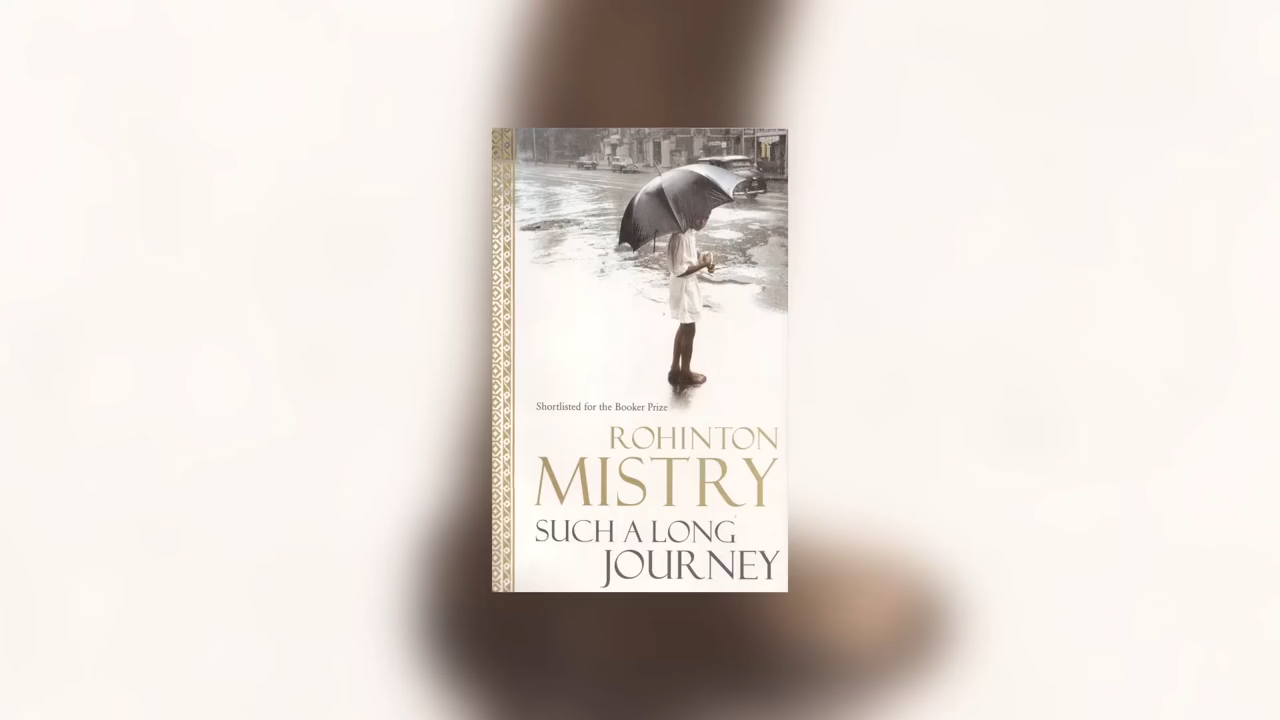 Shortlisted for the Booker Prize
ROHINTON
MISTRY
SUCH A LONG
JOURNEY